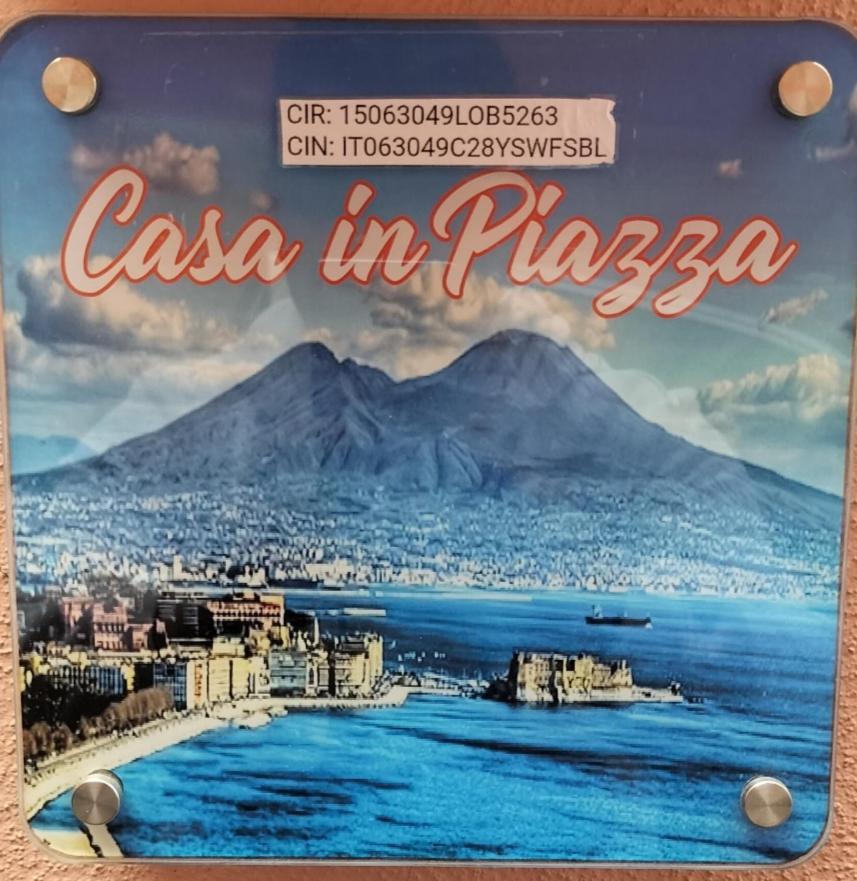 CIR: 15063049LOB5263
CIN: IT063049C28YSWFSBL
Casa in Piazza